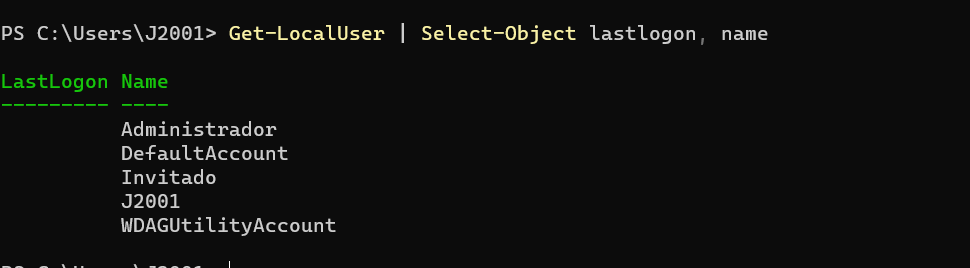 PS C:\Users\J2001> Get-LocalUser | Select-Object lastlogon, name
LastLogon Name
--------- ----
Administrador
DefaultAccount
Invitado
J2001
WDAGUtilityAccount